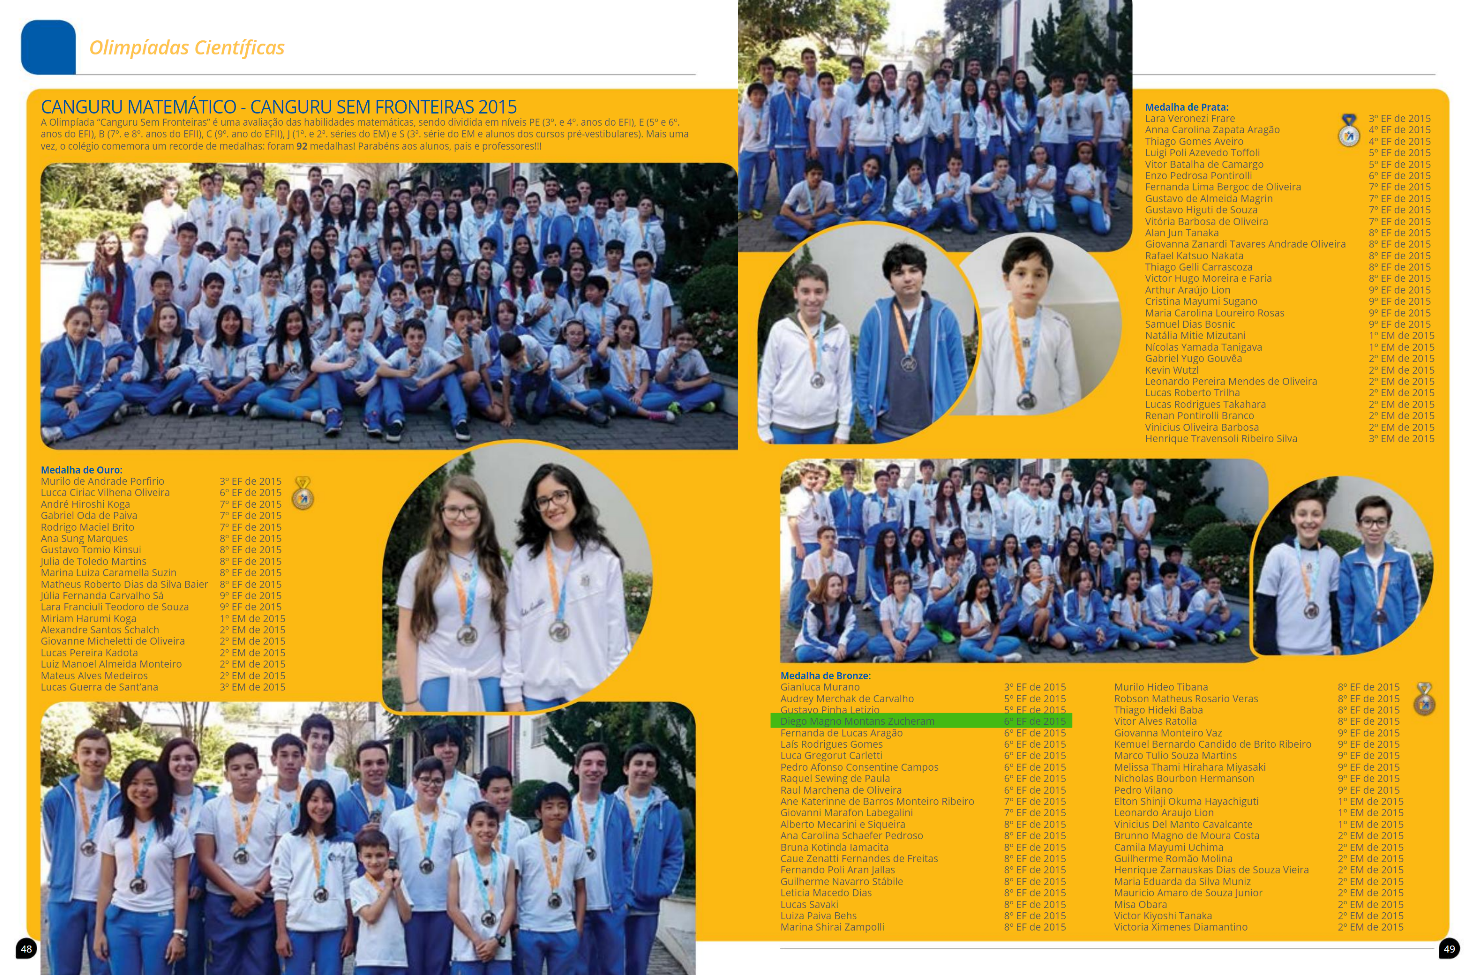 Olimpíadas Científicas
CANGURU MATEMÁTICO - CANGURU SEM FRONTEIRAS 2015
A Olimpíada "Canguru Sem Fronteiras" é uma avaliação das habilidades matemáticas, sendo dividida em níveis PE (3º. e 4º. anos do EFI), E (5º e 6º.
anos do EFI), B (7º. e 8º. anos do EFII), C (9º. ano do EFII), J (1ª. e 2ª. séries do EM) e S (3ª. série do EM e alunos dos cursos pré-vestibulares). Mais uma
vez, o colégio comemora um recorde de medalhas: foram 92 medalhas! Parabéns aos alunos, pais e professores!!!
Medalha de Ouro:
Murilo de Andrade Porfirio 3º EF de 2015
Lucca Ciriac Vilhena Oliveira 6º EF de 2015
André Hiroshi Koga 7º EF de 2015
Gabriel Oda de Paiva 7º EF de 2015
Rodrigo Maciel Brito 7º EF de 2015
Ana Sung Marques 8º EF de 2015
Gustavo Tomio Kinsui 8º EF de 2015
Julia de Toledo Martins 8º EF de 2015
Marina Luiza Caramella Suzin 8º EF de 2015
Matheus Roberto Dias da Silva Baier 8º EF de 2015
Júlia Fernanda Carvalho Sá 9º EF de 2015
Lara Franciuli Teodoro de Souza 9º EF de 2015
Miriam Harumi Koga 1º EM de 2015
Alexandre Santos Schalch 2º EM de 2015
Giovanne Micheletti de Oliveira 2º EM de 2015
Lucas Pereira Kadota 2º EM de 2015
Luiz Manoel Almeida Monteiro 2º EM de 2015
Mateus Alves Medeiros 2º EM de 2015
Lucas Guerra de Sant'ana 3º EM de 2015
48
Medalha de Prata:
Lara Veronezi Frare 3º EF de 2015
Anna Carolina Zapata Aragão 4º EF de 2015
Thiago Gomes Aveiro 4º EF de 2015
Luigi Poli Azevedo Toffoli 5º EF de 2015
Vitor Batalha de Camargo 5º EF de 2015
Enzo Pedrosa Pontirolli 6º EF de 2015
Fernanda Lima Bergoc de Oliveira 7º EF de 2015
Gustavo de Almeida Magrin 7º EF de 2015
Gustavo Higuti de Souza 7º EF de 2015
Vitória Barbosa de Oliveira 7º EF de 2015
Alan Jun Tanaka 8º EF de 2015
Giovanna Zanardi Tavares Andrade Oliveira 8º EF de 2015
Rafael Katsuo Nakata 8º EF de 2015
Thiago Gelli Carrascoza 8º EF de 2015
Victor Hugo Moreira e Faria 8º EF de 2015
Arthur Araújo Lion 9º EF de 2015
Cristina Mayumi Sugano 9º EF de 2015
Maria Carolina Loureiro Rosas 9º EF de 2015
Samuel Dias Bosnic 9º EF de 2015
Natália Mitie Mizutani 1º EM de 2015
Nícolas Yamada Tanigava 1º EM de 2015
Gabriel Yugo Gouvêa 2º EM de 2015
Kevin Wutzl 2º EM de 2015
Leonardo Pereira Mendes de Oliveira 2º EM de 2015
Lucas Roberto Trilha 2º EM de 2015
Lucas Rodrigues Takahara 2º EM de 2015
Renan Pontirolli Branco 2º EM de 2015
Vinicius Oliveira Barbosa 2º EM de 2015
Henrique Travensoli Ribeiro Silva 3º EM de 2015
Medalha de Bronze:
Gianluca Murano 3º EF de 2015
Audrey Merchak de Carvalho 5º EF de 2015
Gustavo Pinha Letizio 5º EF de 2015
Diego Magno Montans Zucheram 6º EF de 2015
Fernanda de Lucas Aragão 6º EF de 2015
Laís Rodrigues Gomes 6º EF de 2015
Luca Gregorut Carletti 6º EF de 2015
Pedro Afonso Consentine Campos 6º EF de 2015
Raquel Sewing de Paula 6º EF de 2015
Raul Marchena de Oliveira 6º EF de 2015
Ane Katerinne de Barros Monteiro Ribeiro 7º EF de 2015
Giovanni Marafon Labegalini 7º EF de 2015
Alberto Mecarini e Siqueira 8º EF de 2015
Ana Carolina Schaefer Pedroso 8º EF de 2015
Bruna Kotinda Iamacita 8º EF de 2015
Caue Zenatti Fernandes de Freitas 8º EF de 2015
Fernando Poli Aran Jallas 8º EF de 2015
Guilherme Navarro Stábile 8º EF de 2015
Leticia Macedo Dias 8º EF de 2015
Lucas Savaki 8º EF de 2015
Luiza Paiva Behs 8º EF de 2015
Marina Shirai Zampolli 8º EF de 2015
Murilo Hideo Tibana 8º EF de 2015
Robson Matheus Rosario Veras 8º EF de 2015
Thiago Hideki Baba 8º EF de 2015
Vitor Alves Ratolla 8º EF de 2015
Giovanna Monteiro Vaz 9º EF de 2015
Kemuel Bernardo Candido de Brito Ribeiro 9º EF de 2015
Marco Tulio Souza Martins 9º EF de 2015
Melissa Thami Hirahara Miyasaki 9º EF de 2015
Nicholas Bourbon Hermanson 9º EF de 2015
Pedro Vilano 9º EF de 2015
Elton Shinji Okuma Hayachiguti 1º EM de 2015
Leonardo Araujo Lion 1º EM de 2015
Vinicius Del Manto Cavalcante 1º EM de 2015
Brunno Magno de Moura Costa 2º EM de 2015
Camila Mayumi Uchima 2º EM de 2015
Guilherme Romão Molina 2º EM de 2015
Henrique Zarnauskas Dias de Souza Vieira 2º EM de 2015
Maria Eduarda da Silva Muniz 2º EM de 2015
Mauricio Amaro de Souza Junior 2º EM de 2015
Misa Obara 2º EM de 2015
Victor Kiyoshi Tanaka 2º EM de 2015
Victoria Ximenes Diamantino 2º EM de 2015
49